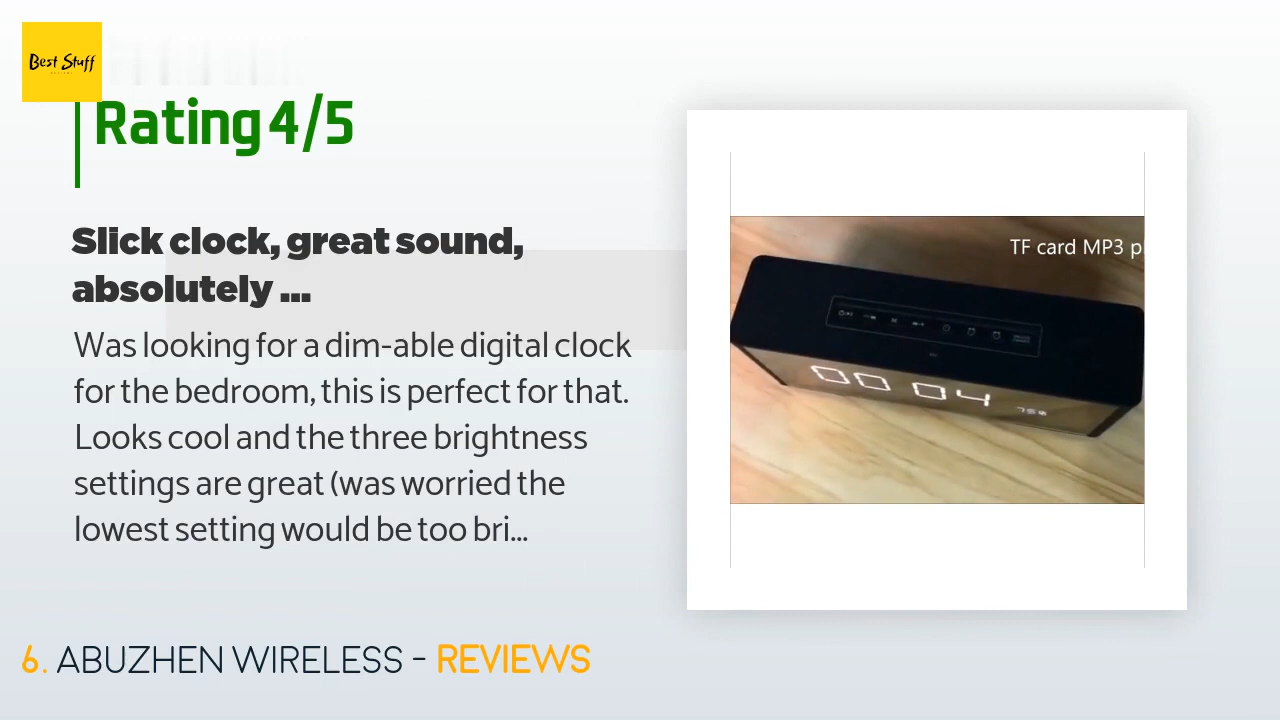 Best Stuff
Rating 4/5
Slick clock, great sound,
absolutely ...
Was looking for a dim-able digital clock
for the bedroom, this is perfect for that.
Looks cool and the three brightness
settings are great (was worried the
lowest setting would be too bri...
TF card MP3 p
00 04
6. ABUZHEN WIRELESS - REVIEWS